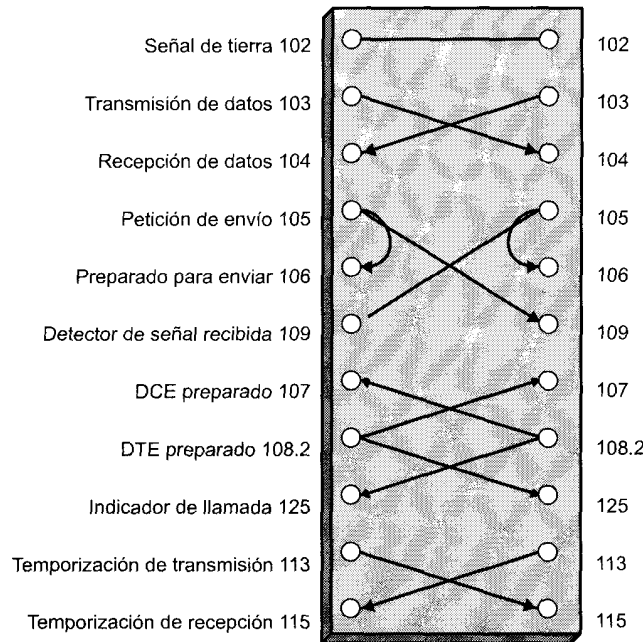 Señal de tierra 102 102
Transmisión de datos 103 103
Recepción de datos 104 104
Petición de envío 105 105
Preparado para enviar 106 106
Detector de señal recibida 109 109
DCE preparado 107 107
DTE preparado 108.2 108.2
Indicador de llamada 125 125
Temporización de transmisión 113 113
Temporización de recepción 115 115